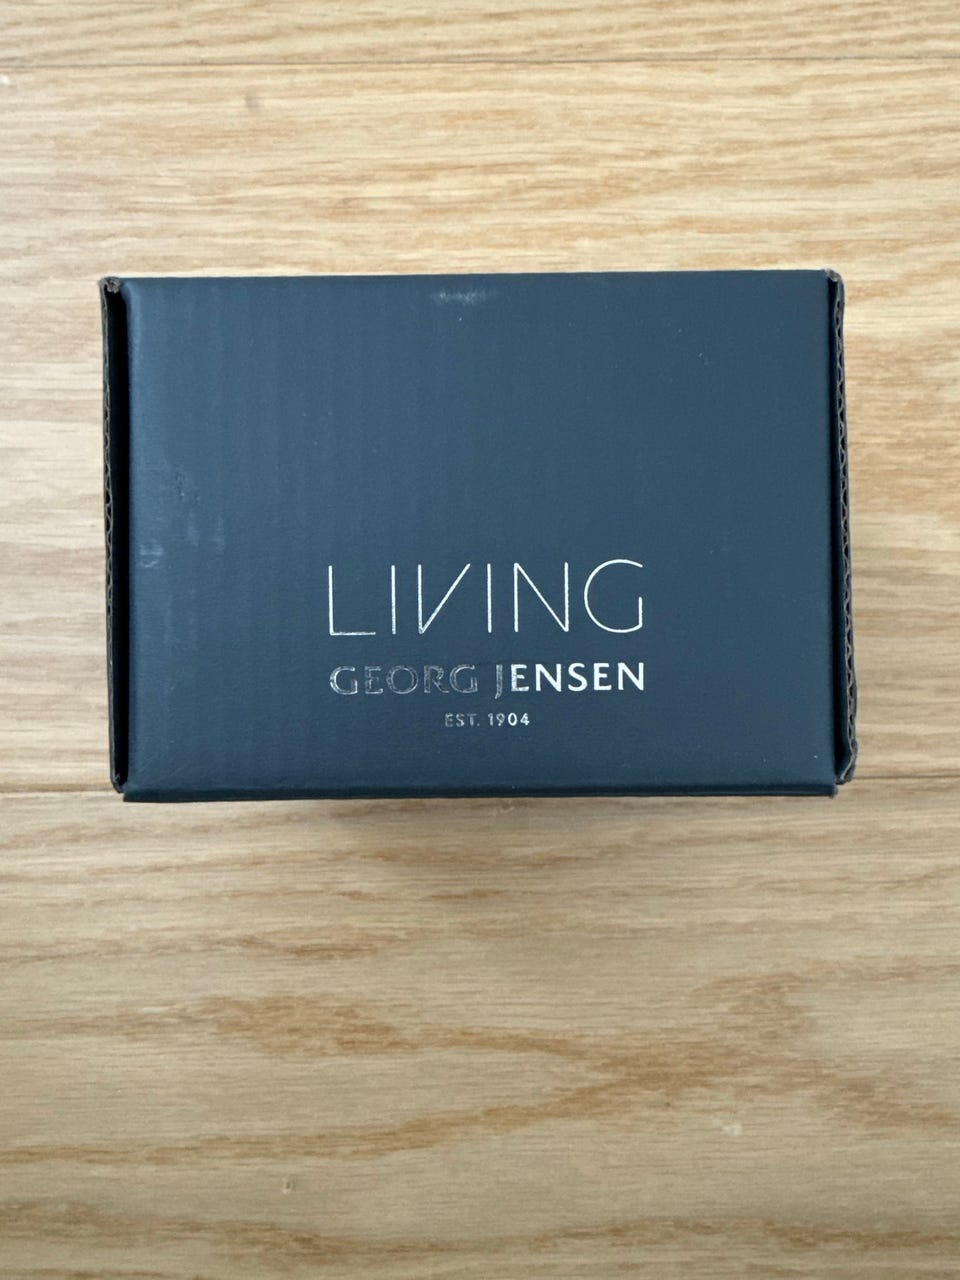 LIVING
GEORG JENSEN
EST. 1904